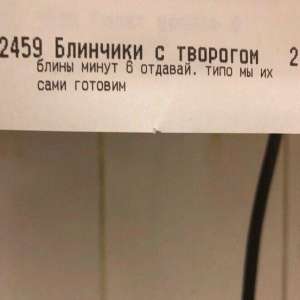 2459 Блинчики с творогом 2
блины минут 6 отдавай. типо мы их
сами готовим